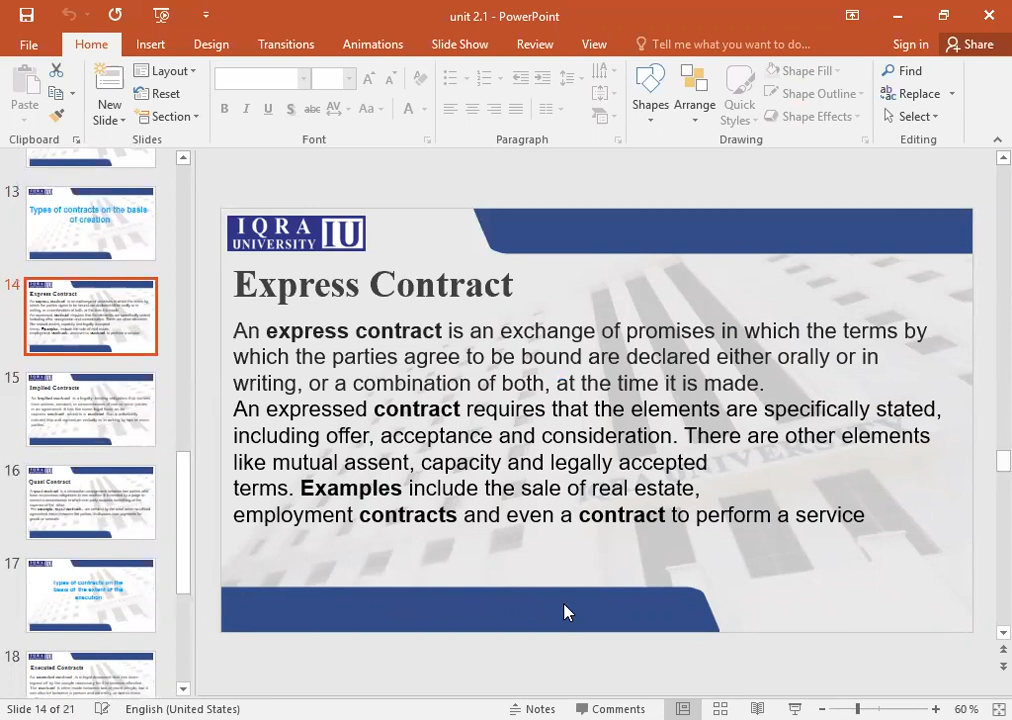 unit 2.1 - PowerPoint
File
Home
Insert
Design
Transitions
Animations
Slide Show
Review
View
Tell me what you want to do...
Sign in
Share
Paste
New
Slide
Layout
Reset
Section
Shapes
Arrange
Quick
Styles
Shape Fill
Shape Outline
Shape Effects
Find
Replace
Select
Clipboard
Slides
Font
Paragraph
Drawing
Editing
13
Types of contracts on the basis
of creation
14
Express Contract
15
Implied Contracts
16
Quasi Contract
17
Types of contracts on the
basis of the extent of the
execution
18
Executed Contracts
IQRA
UNIVERSITY IU
Express Contract
An express contract is an exchange of promises in which the terms by
which the parties agree to be bound are declared either orally or in
writing, or a combination of both, at the time it is made.
An expressed contract requires that the elements are specifically stated,
including offer, acceptance and consideration. There are other elements
like mutual assent, capacity and legally accepted
terms. Examples include the sale of real estate,
employment contracts and even a contract to perform a service
Slide 14 of 21
English (United States)
Notes
Comments
60 %